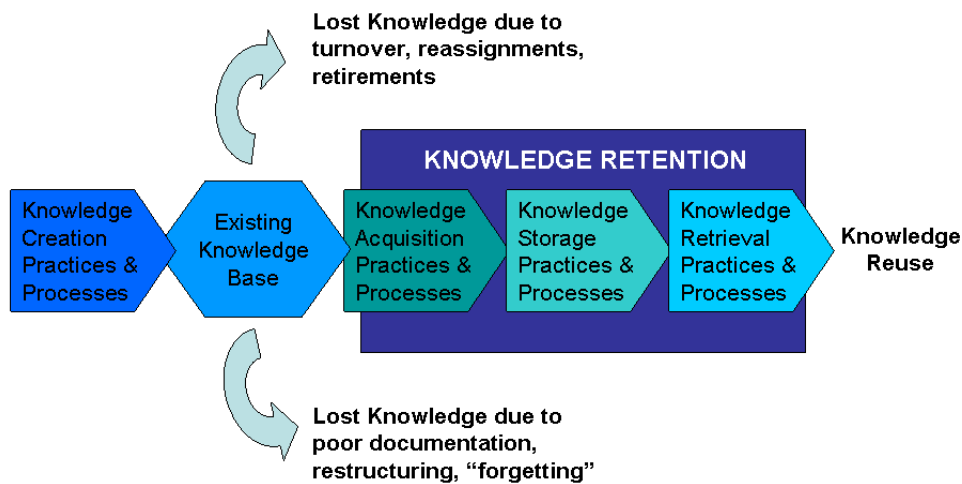 Lost Knowledge due to
turnover, reassignments,
retirements
KNOWLEDGE RETENTION
Knowledge
Creation
Practices &
Processes
Existing
Knowledge
Base
Knowledge
Acquisition
Practices &
Processes
Knowledge
Storage
Practices &
Processes
Knowledge
Retrieval
Practices &
Processes
Knowledge
Reuse
Lost Knowledge due to
poor documentation,
restructuring, “forgetting”